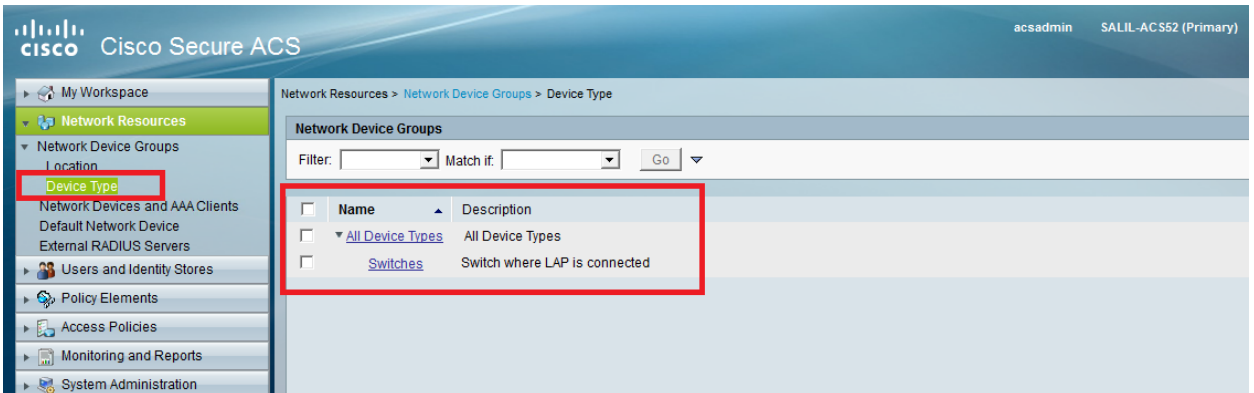 acsadmin SALIL-ACS52 (Primary)
CISCO Cisco Secure ACS
My Workspace
Network Resources
Network Device Groups
Location
Device Type
Network Devices and AAA Clients
Default Network Device
External RADIUS Servers
Users and Identity Stores
Policy Elements
Access Policies
Monitoring and Reports
System Administration
Network Resources > Network Device Groups > Device Type
Network Device Groups
Filter: Match if: Go
Name Description
All Device Types All Device Types
Switches Switch where LAP is connected